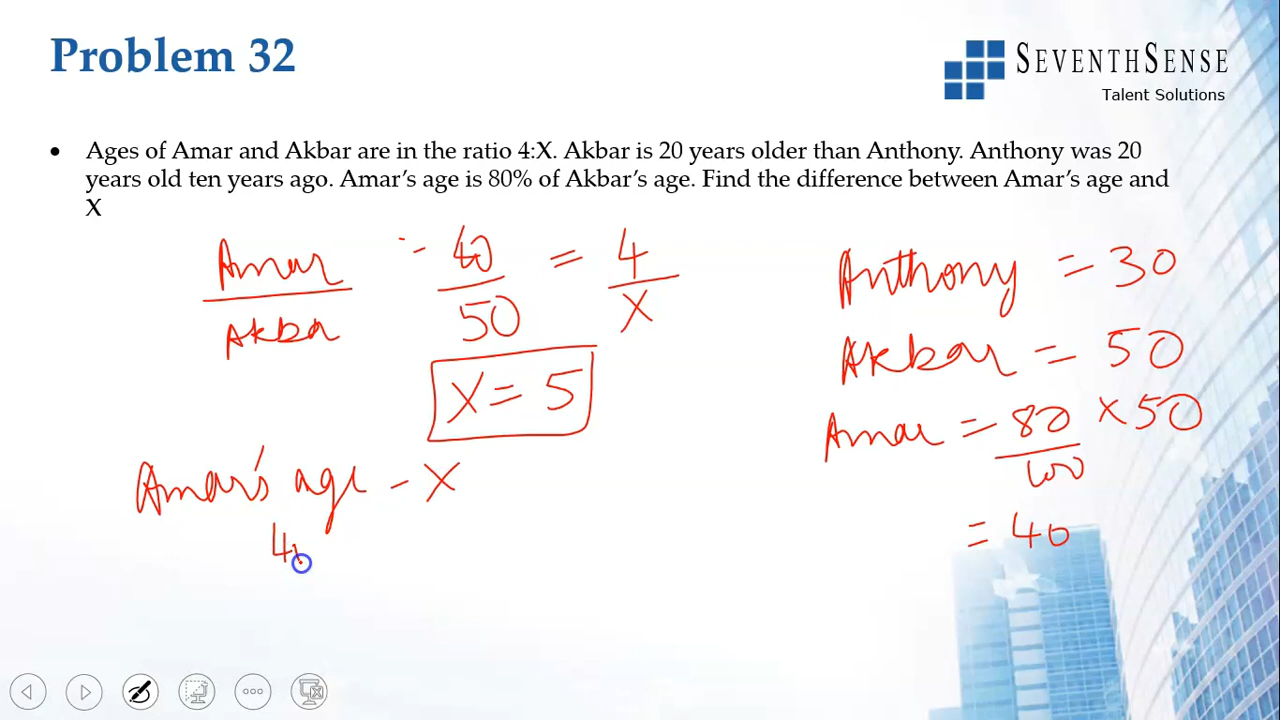 Problem 32
SEVENTHSENSE
Talent Solutions
• Ages of Amar and Akbar are in the ratio 4:X. Akbar is 20 years older than Anthony. Anthony was 20
years old ten years ago. Amar’s age is 80% of Akbar’s age. Find the difference between Amar’s age and
X
Amar
Akbar
40
50
=
4
X
X = 5
Amar's age - X
4
Anthony = 30
Akbar = 50
Amar = 80 × 50
100
= 40